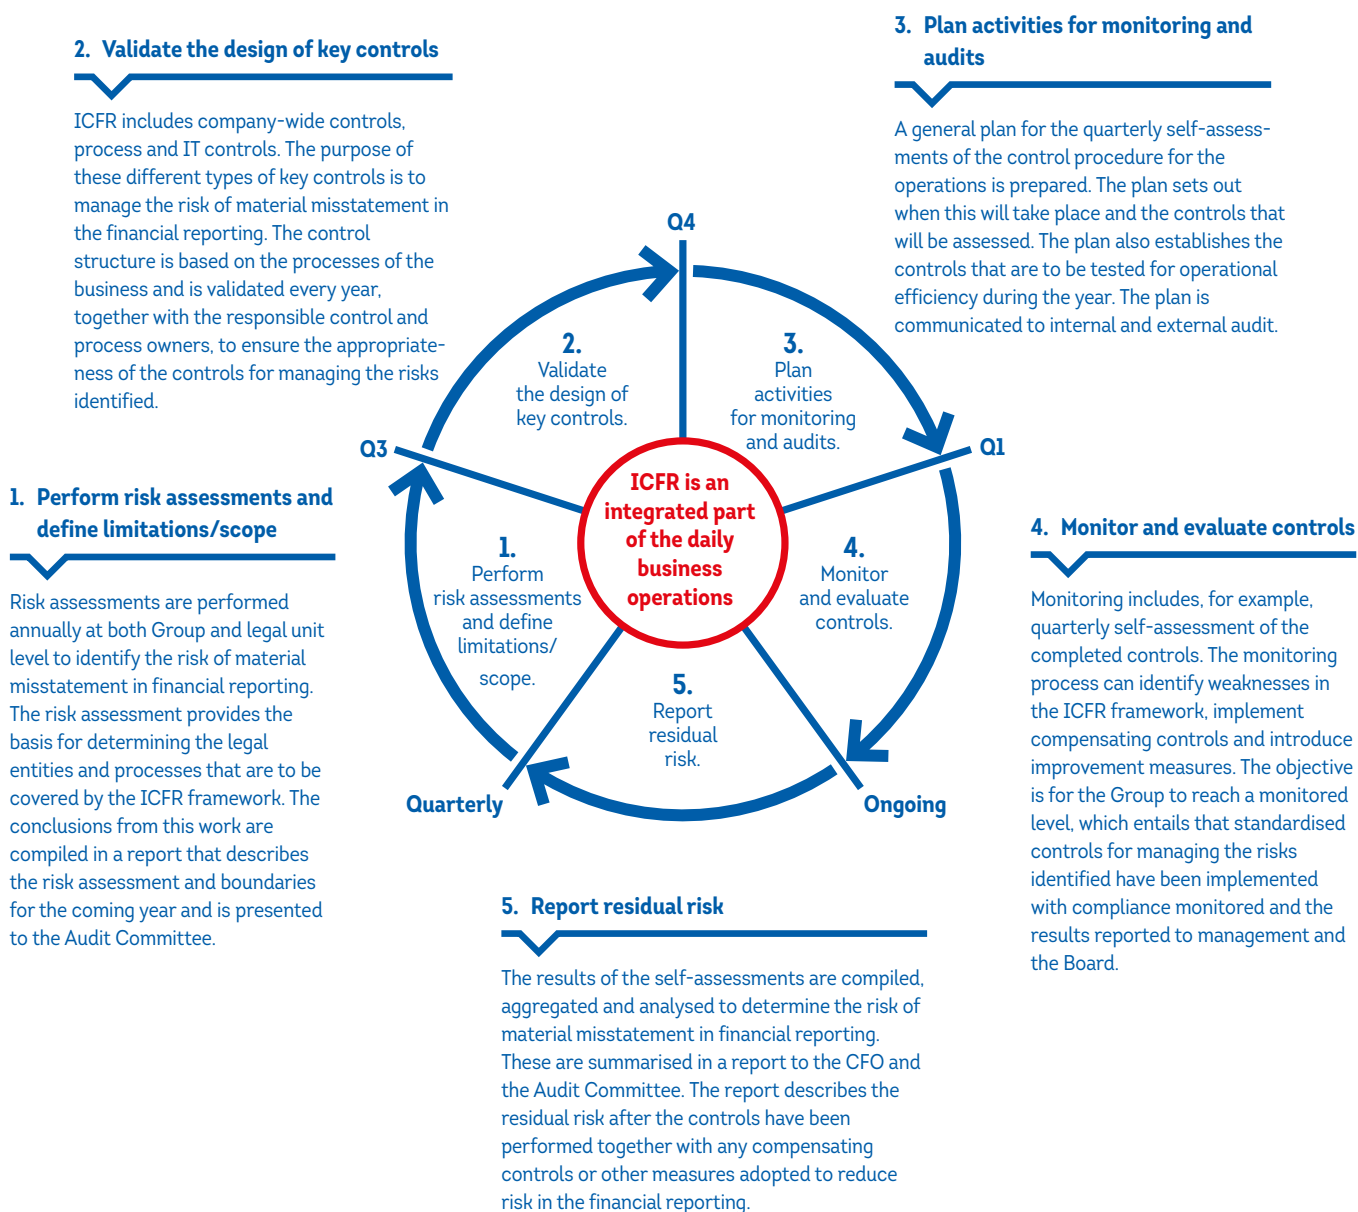 2. Validate the design of key controls
ICFR includes company-wide controls,
process and IT controls. The purpose of
these different types of key controls is to
manage the risk of material misstatement in
the financial reporting. The control
structure is based on the processes of the
business and is validated every year,
together with the responsible control and
process owners, to ensure the appropriate-
ness of the controls for managing the risks
identified.
3. Plan activities for monitoring and
audits
A general plan for the quarterly self-assess-
ments of the control procedure for the
operations is prepared. The plan sets out
when this will take place and the controls that
will be assessed. The plan also establishes the
controls that are to be tested for operational
efficiency during the year. The plan is
communicated to internal and external audit.
1. Perform risk assessments and
define limitations/scope
Risk assessments are performed
annually at both Group and legal unit
level to identify the risk of material
misstatement in financial reporting.
The risk assessment provides the
basis for determining the legal
entities and processes that are to be
covered by the ICFR framework. The
conclusions from this work are
compiled in a report that describes
the risk assessment and boundaries
for the coming year and is presented
to the Audit Committee.
Q4
2.
Validate
the design of
key controls.
3.
Plan
activities
for monitoring
and audits.
Q3
Q1
ICFR is an
integrated part
of the daily
business
operations
1.
Perform
risk assessments
and define
limitations/
scope.
4.
Monitor
and evaluate
controls.
5.
Report
residual
risk.
Quarterly
Ongoing
4. Monitor and evaluate controls
Monitoring includes, for example,
quarterly self-assessment of the
completed controls. The monitoring
process can identify weaknesses in
the ICFR framework, implement
compensating controls and introduce
improvement measures. The objective
is for the Group to reach a monitored
level, which entails that standardised
controls for managing the risks
identified have been implemented
with compliance monitored and the
results reported to management and
the Board.
5. Report residual risk
The results of the self-assessments are compiled,
aggregated and analysed to determine the risk of
material misstatement in financial reporting.
These are summarised in a report to the CFO and
the Audit Committee. The report describes the
residual risk after the controls have been
performed together with any compensating
controls or other measures adopted to reduce
risk in the financial reporting.